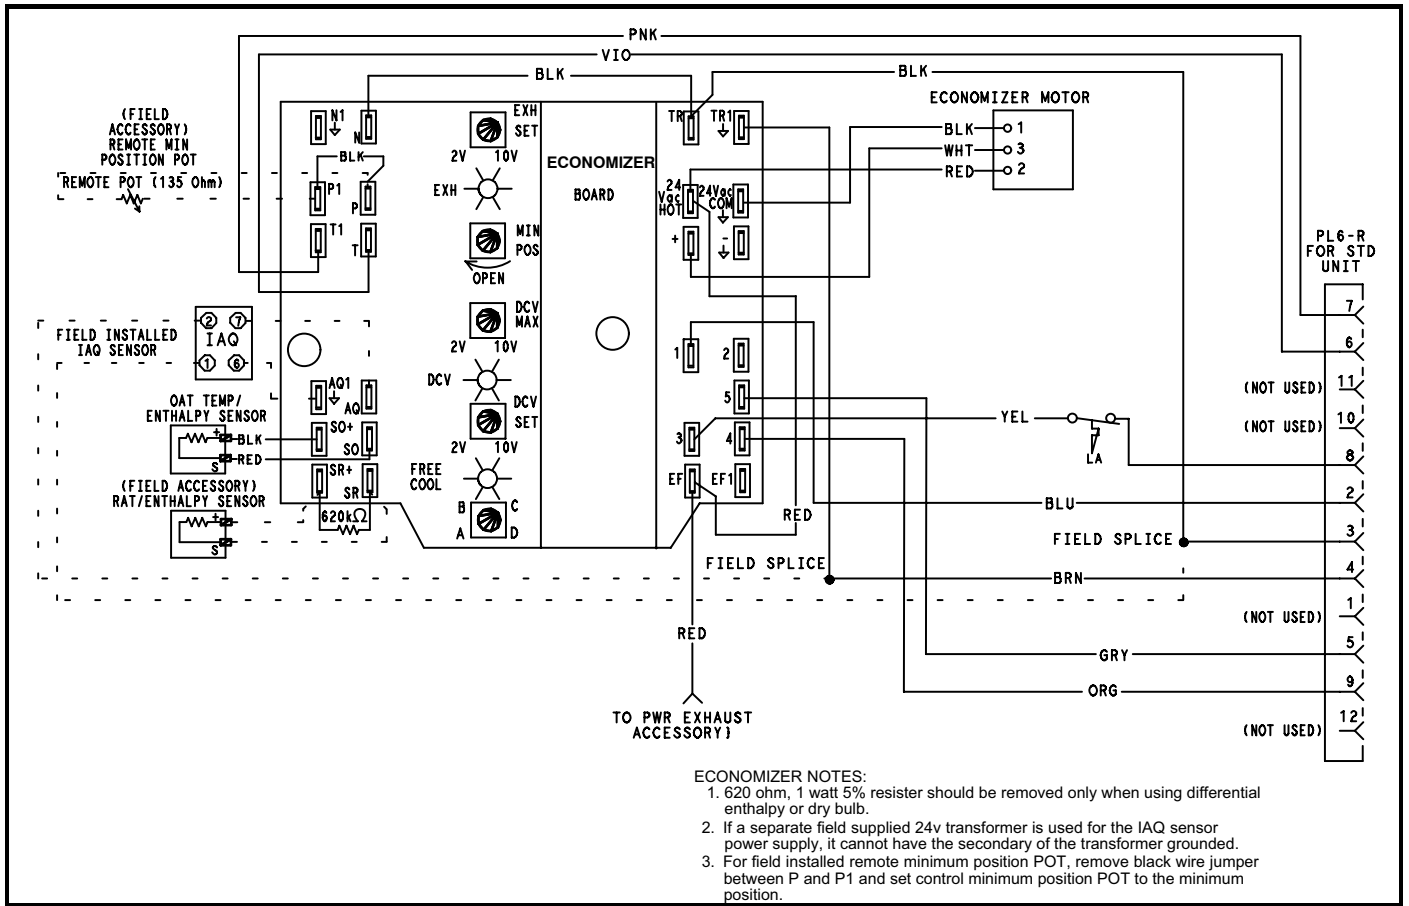 PNK
VIO
BLK
BLK
ECONOMIZER MOTOR
BLK 1
WHT 3
RED 2
(FIELD
ACCESSORY)
REMOTE MIN
POSITION POT
REMOTE POT (135 Ohm)
N1
N
BLK
P1
P
T1
T
EXH
SET
2V 10V
EXH
MIN
POS
OPEN
DCV
MAX
2V 10V
DCV
DCV
SET
2V 10V
FREE
COOL
B C
A D
ECONOMIZER
BOARD
TR TR1
24
Vac
HOT
24Vac
COM
+ -
1 2
5
3 4
EF EF1
FIELD INSTALLED
IAQ SENSOR
2 7
IAQ
1 6
AQ1
AQ
OAT TEMP/
ENTHALPY SENSOR
+ BLK
S RED
SO+
SO
(FIELD ACCESSORY)
RAT/ENTHALPY SENSOR
+
S
SR+
SR
620kΩ
YEL
LA
BLU
RED
FIELD SPLICE
FIELD SPLICE
BRN
RED
GRY
ORG
TO PWR EXHAUST
ACCESSORY}
PL6-R
FOR STD
UNIT
7
6
(NOT USED) 11
(NOT USED) 10
8
2
3
4
(NOT USED) 1
5
9
(NOT USED) 12
ECONOMIZER NOTES:
1. 620 ohm, 1 watt 5% resister should be removed only when using differential
enthalpy or dry bulb.
2. If a separate field supplied 24v transformer is used for the IAQ sensor
power supply, it cannot have the secondary of the transformer grounded.
3. For field installed remote minimum position POT, remove black wire jumper
between P and P1 and set control minimum position POT to the minimum
position.